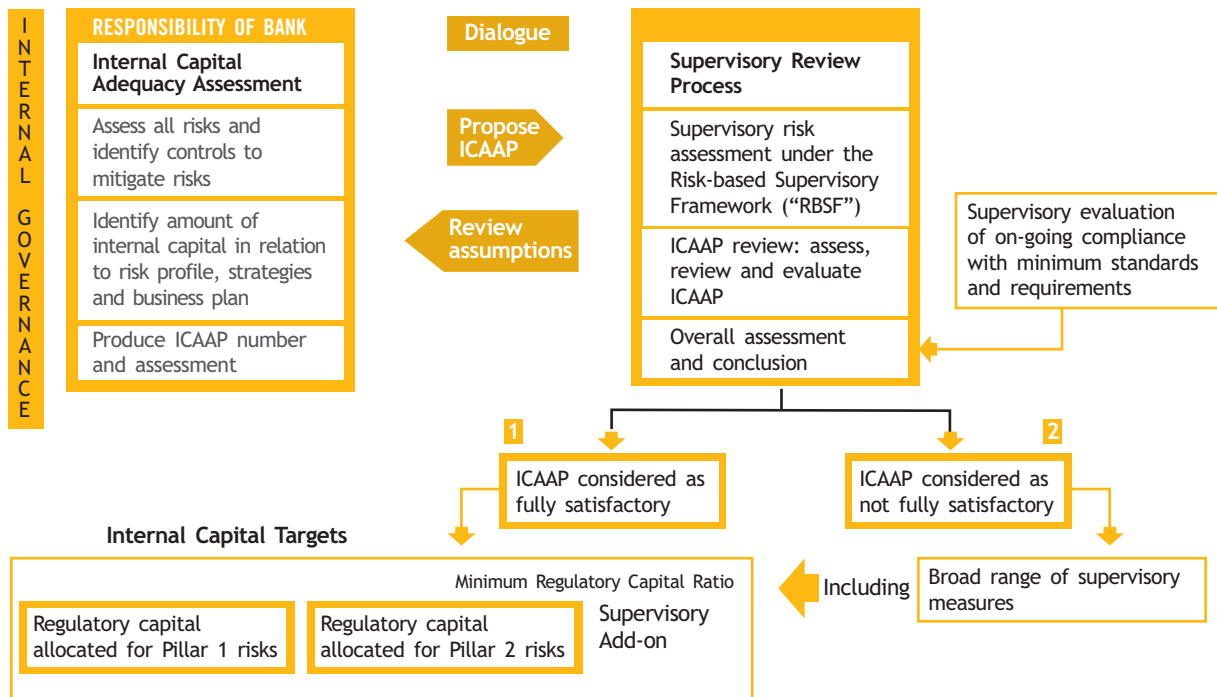 INTERNAL GOVERNANCE
RESPONSIBILITY OF BANK
Internal Capital
Adequacy Assessment
Assess all risks and
identify controls to
mitigate risks
Identify amount of
internal capital in relation
to risk profile, strategies
and business plan
Produce ICAAP number
and assessment
Dialogue
Propose
ICAAP
Review
assumptions
Supervisory Review
Process
Supervisory risk
assessment under the
Risk-based Supervisory
Framework (“RBSF”)
ICAAP review: assess,
review and evaluate
ICAAP
Overall assessment
and conclusion
Supervisory evaluation
of on-going compliance
with minimum standards
and requirements
1
ICAAP considered as
fully satisfactory
2
ICAAP considered as
not fully satisfactory
Internal Capital Targets
Minimum Regulatory Capital Ratio
Regulatory capital
allocated for Pillar 1 risks
Regulatory capital
allocated for Pillar 2 risks
Supervisory
Add-on
Including
Broad range of supervisory
measures